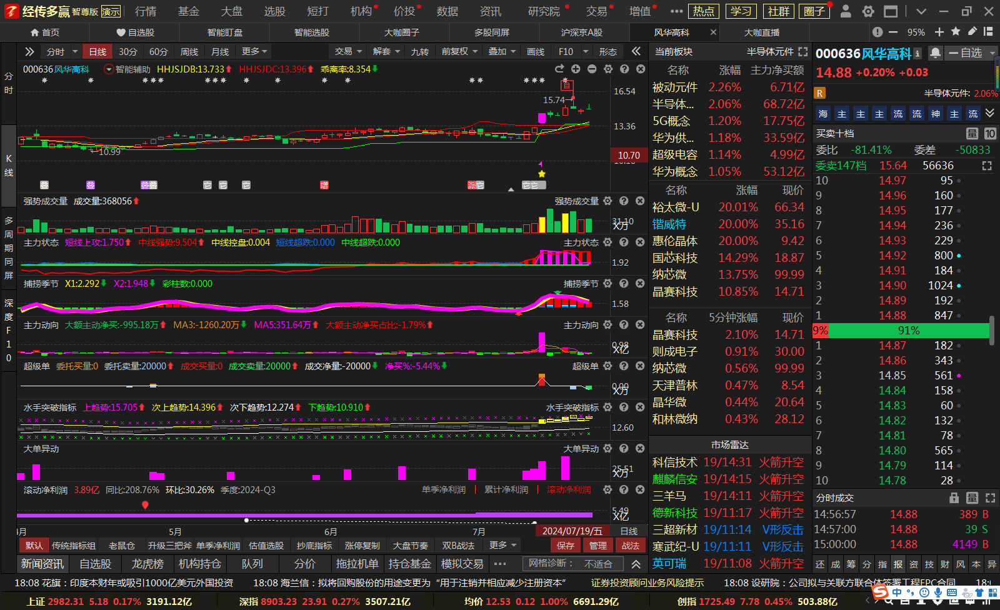 经传多赢 智尊版 演示 行情 基金 大盘 选股 短打 机构 价投 数据 资讯 研究院 交易 增值 热点 学习 社群 圈子
首页 自选股 智能盯盘 智能选股 大咖圈子 多股同屏 沪深京A股 风华高科 大咖直播 95%
分时 日线 30分 60分 周线 月线 更多 交易 解套 九转 前复权 叠加 画线 F10 形态
分时
K线
多周期同屏
深度F10
000636风华高科 智能辅助 HHJSJDB:13.733 HHJSJDC:13.396 乖离率:8.354
16.54
15.74
13.36
10.99
10.70
强势成交量 成交量:368056 强势成交量
31.10
X万
主力状态 短线上攻:1.750 中线强势:9.504 中线控盘:0.004 短线超跌:0.000 中线超跌:0.000 主力状态
1.92
捕捞季节 X1:2.292 X2:1.948 彩柱数:0.000 捕捞季节
1.58
主力动向 大额主动净买:-995.18万 MA3:-1260.20万 MA5:351.64万 大额主动净买占比:-1.79% 主力动向
0.98
X亿
超级单 委托买量:0 委托卖量:20000 成交买量:0 成交卖量:20000 成交净量:-20000 净买%:-5.44% 超级单
0.00
X万
水手突破指标 上趋势:15.705 次上趋势:14.396 次下趋势:12.274 下趋势:10.910 水手突破指标
12.60
大单异动 大单异动
25.51
X万
滚动净利润 3.89亿 同比:208.76% 环比:30.26% 季度:2024-Q3 单季净利润 累计净利润 滚动净利润
5.49
X亿
4月 5月 6月 7月 2024/07/19/五 日线
默认 传统指标组 老鼠仓 升级三把斧 单季净利润 估值选股 抄底指标 涨停复制 大盘节奏 双B战法 更多 保存 管理 战法
新闻资讯 自选股 龙虎榜 机构持仓 队列 分价 拖拉机单 持仓基金 模拟交易 网格诊断： 不适合
当前板块 半导体元件
名称 涨幅 主力净买额
被动元件 2.26% 6.71亿
半导体... 2.06% 68.72亿
5G概念 1.20% 17.75亿
华为供... 1.18% 33.59亿
超级电容 1.14% 4.99亿
华为概念 1.05% 53.12亿
名称 涨幅 现价
裕太微-U 20.01% 66.34
锴威特 20.00% 35.16
惠伦晶体 20.00% 9.42
国芯科技 14.29% 18.87
纳芯微 13.75% 99.99
晶赛科技 10.85% 14.71
名称 5分钟涨幅 现价
晶赛科技 2.10% 14.71
则成电子 0.91% 30.00
纳芯微 0.56% 99.99
天津普林 0.47% 8.54
晶华微 0.44% 20.64
和林微纳 0.43% 28.12
市场雷达
科信技术 19/14:31 火箭升空
麒麟信安 19/14:15 火箭升空
三羊马 19/14:11 火箭升空
德新科技 19/11:17 火箭升空
三超新材 19/11:14 V形反击
寒武纪-U 19/11:11 V形反击
英可瑞 19/11:08 火箭升空
000636风华高科 自选
14.88 +0.20% +0.03
R 半导体元件: 2.06%
海 主 主 主 流 流 神 主 流
买卖十档 量 10
委比 -81.41% 委差 -50833
委卖147档 15.64 56636
10 14.97 95
9 14.96 160
8 14.95 177
7 14.94 236
6 14.93 229
5 14.92 800
4 14.91 184
3 14.90 1024
2 14.89 192
1 14.88 847
9% 91%
1 14.87 182
2 14.86 343
3 14.85 561
4 14.84 158
5 14.83 60
6 14.82 132
7 14.81 78
8 14.80 565
9 14.79 114
10 14.78 28
分时成交 量
14:56:57 14.88 389 B
14:57:00 14.88 39 S
15:00:00 14.88 4149 B
还 成 筹 分 指 报 资 技 财 风 本 异
18:08 花旗：印度本财年或吸引1000亿美元外国投资 18:08 海兰信：拟将回购股份的用途变更为“用于注销并相应减少注册资本” 证券投资顾问业务风险提示 18:08 设研院：公司拟与关联方联合体签署工程EPC合同
上证 2982.31 5.18 0.17% 3191.12亿 深指 8903.23 23.91 0.27% 3507.21亿 均价 12.53 0.12 1.00% 6691.29亿 创指 1725.49 7.78 0.45% 503.88亿
中